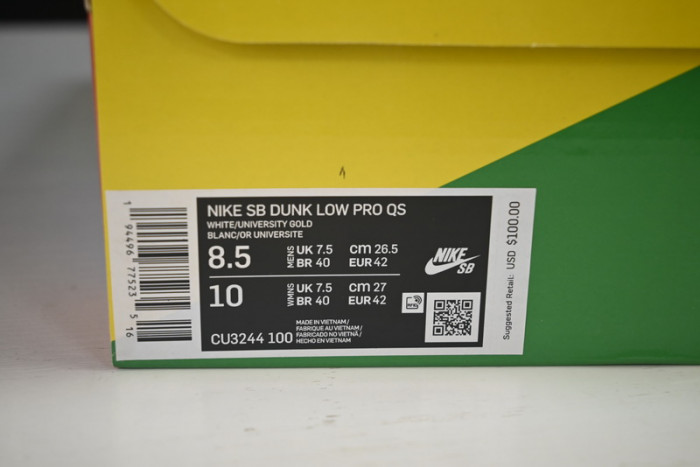 NIKE SB DUNK LOW PRO QS
WHITE/UNIVERSITY GOLD
BLANC/OR UNIVERSITE
8.5 MENS UK 7.5 cm 26.5
BR 40 EUR 42
10 WMNS UK 7.5 cm 27
BR 40 EUR 42
CU3244 100
MADE IN VIETNAM/
FABRIQUE AU VIETNAM/
FABRICADO NO VIETNÃ/
HECHO EN VIETNAM
NIKE
SB
1 94496 77523 5 16
Suggested Retail: USD $100.00